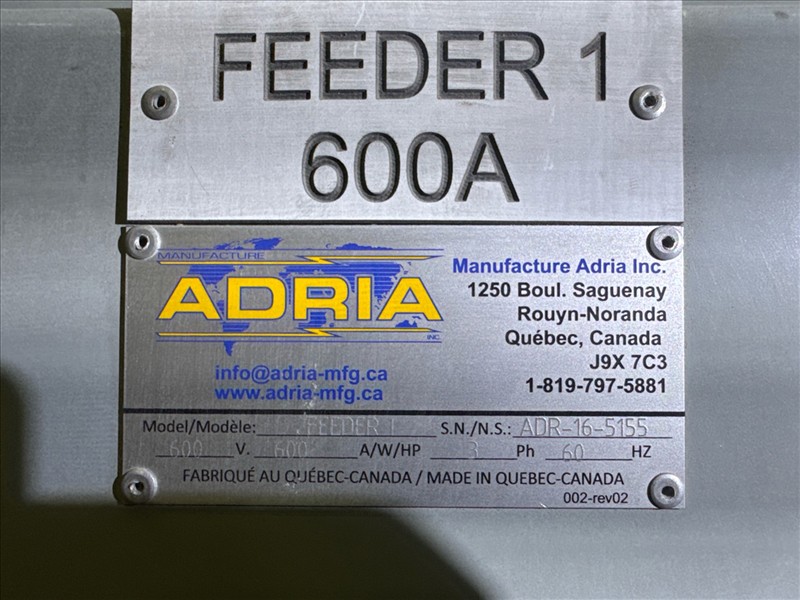 FEEDER 1
600A
MANUFACTURE
ADRIA
INC.
info@adria-mfg.ca
www.adria-mfg.ca
Manufacture Adria Inc.
1250 Boul. Saguenay
Rouyn-Noranda
Québec, Canada
J9X 7C3
1-819-797-5881
Model/Modèle: FEEDER 1 S.N./N.S.: ADR-16-5155
600 V. 600 A/W/HP 3 Ph 60 HZ
FABRIQUÉ AU QUÉBEC-CANADA / MADE IN QUEBEC-CANADA
002-rev02